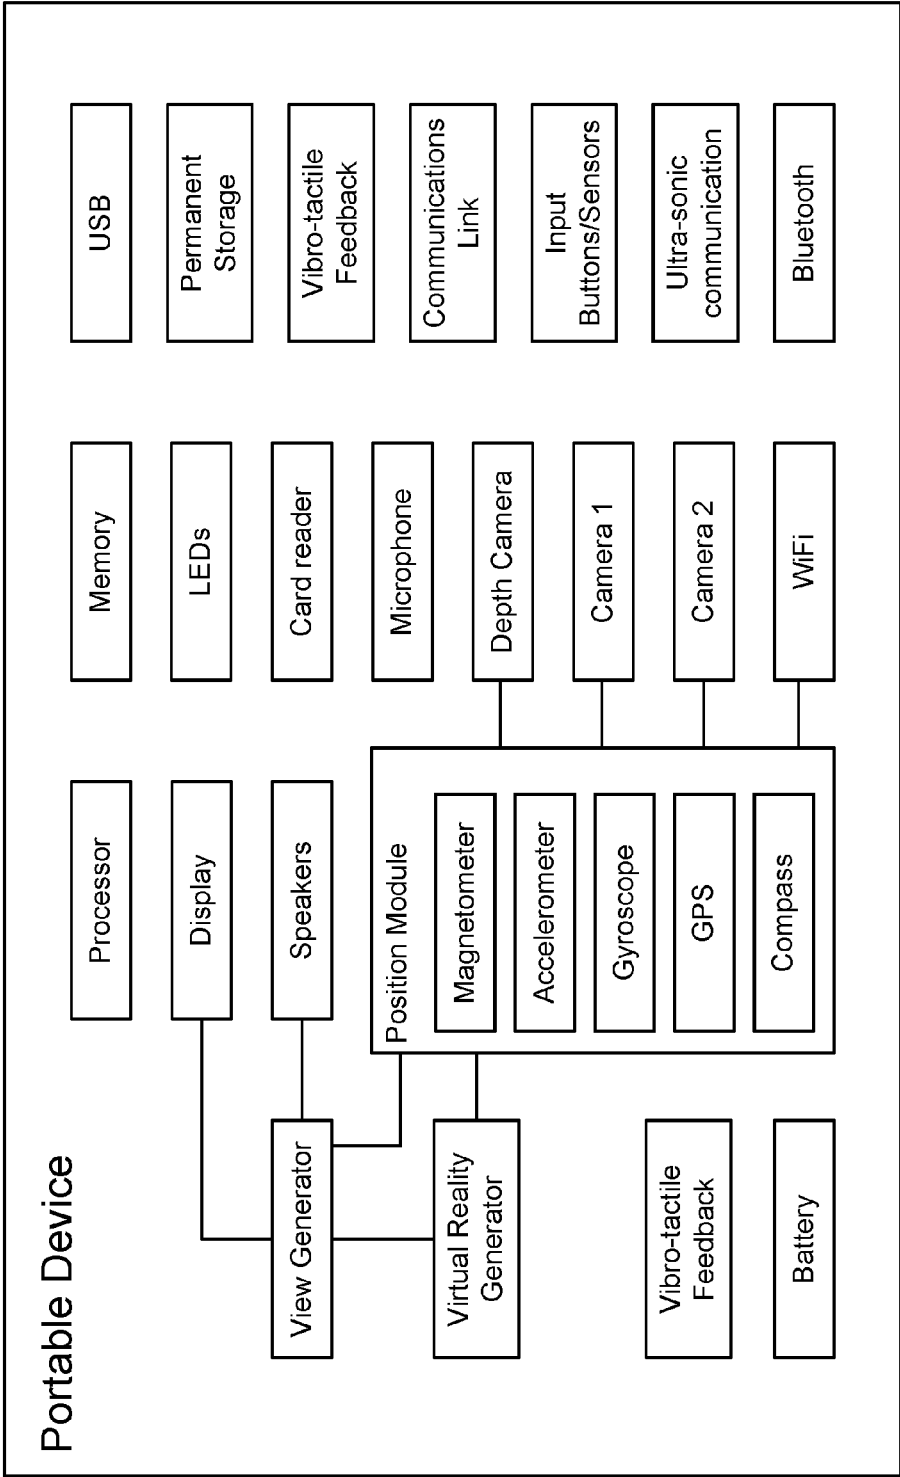 Portable Device
Processor
Memory
USB
Display
LEDs
Permanent
Storage
View Generator
Speakers
Card reader
Vibro-tactile
Feedback
Position Module
Microphone
Communications
Link
Virtual Reality
Generator
Magnetometer
Depth Camera
Accelerometer
Camera 1
Input
Buttons/Sensors
Gyroscope
Vibro-tactile
Feedback
GPS
Camera 2
Ultra-sonic
communication
Battery
Compass
WiFi
Bluetooth